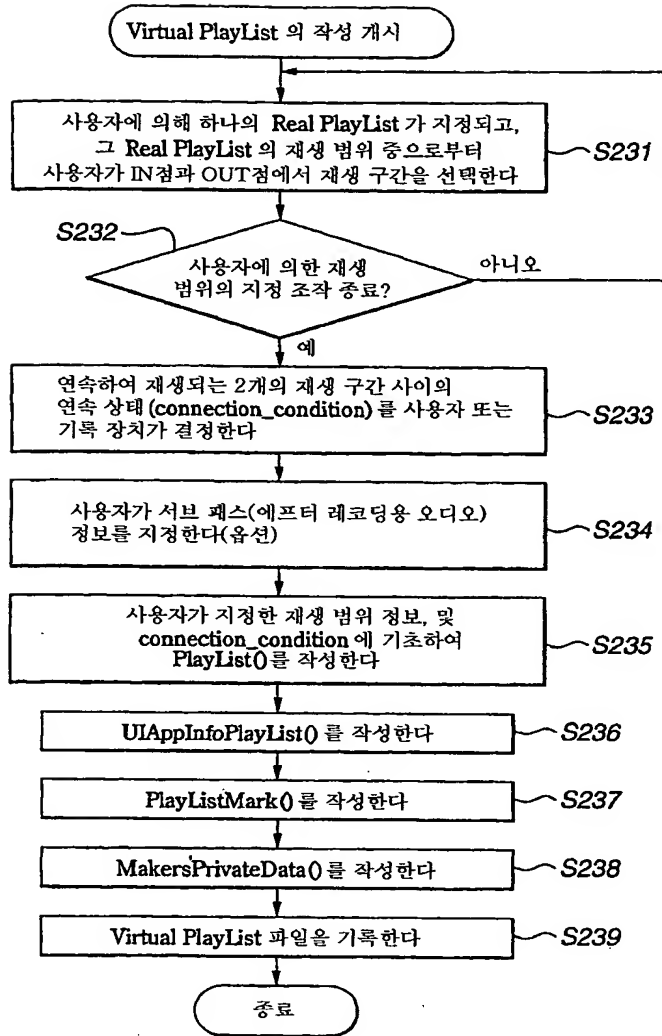 Virtual PlayList 의 작성 개시
사용자에 의해 하나의 Real PlayList 가 지정되고,
그 Real PlayList 의 재생 범위 중으로부터
사용자가 IN점과 OUT점에서 재생 구간을 선택한다
S231
S232
사용자에 의한 재생
범위의 지정 조작 종료?
아니오
예
연속하여 재생되는 2개의 재생 구간 사이의
연속 상태(connection_condition)를 사용자 또는
기록 장치가 결정한다
S233
사용자가 서브 패스(에프터 레코딩용 오디오)
정보를 지정한다(옵션)
S234
사용자가 지정한 재생 범위 정보, 및
connection_condition 에 기초하여
PlayList()를 작성한다
S235
UIAppInfoPlayList() 를 작성한다
S236
PlayListMark() 를 작성한다
S237
MakersPrivateData() 를 작성한다
S238
Virtual PlayList 파일을 기록한다
S239
종료